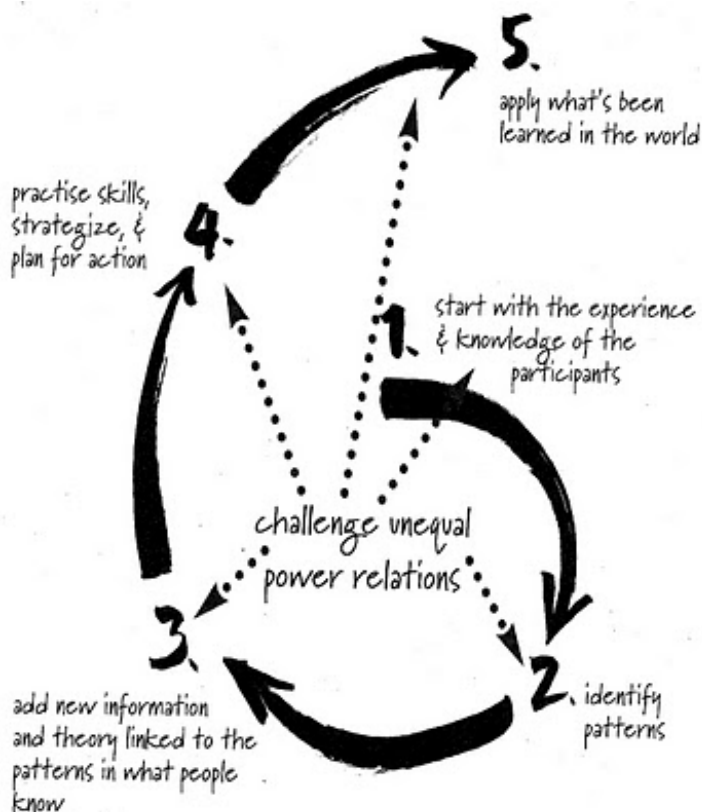 1.
start with the experience
& knowledge of the
participants
2.
identify
patterns
3.
add new information
and theory linked to the
patterns in what people
know
4.
practise skills,
strategize, &
plan for action
5.
apply what's been
learned in the world
challenge unequal
power relations